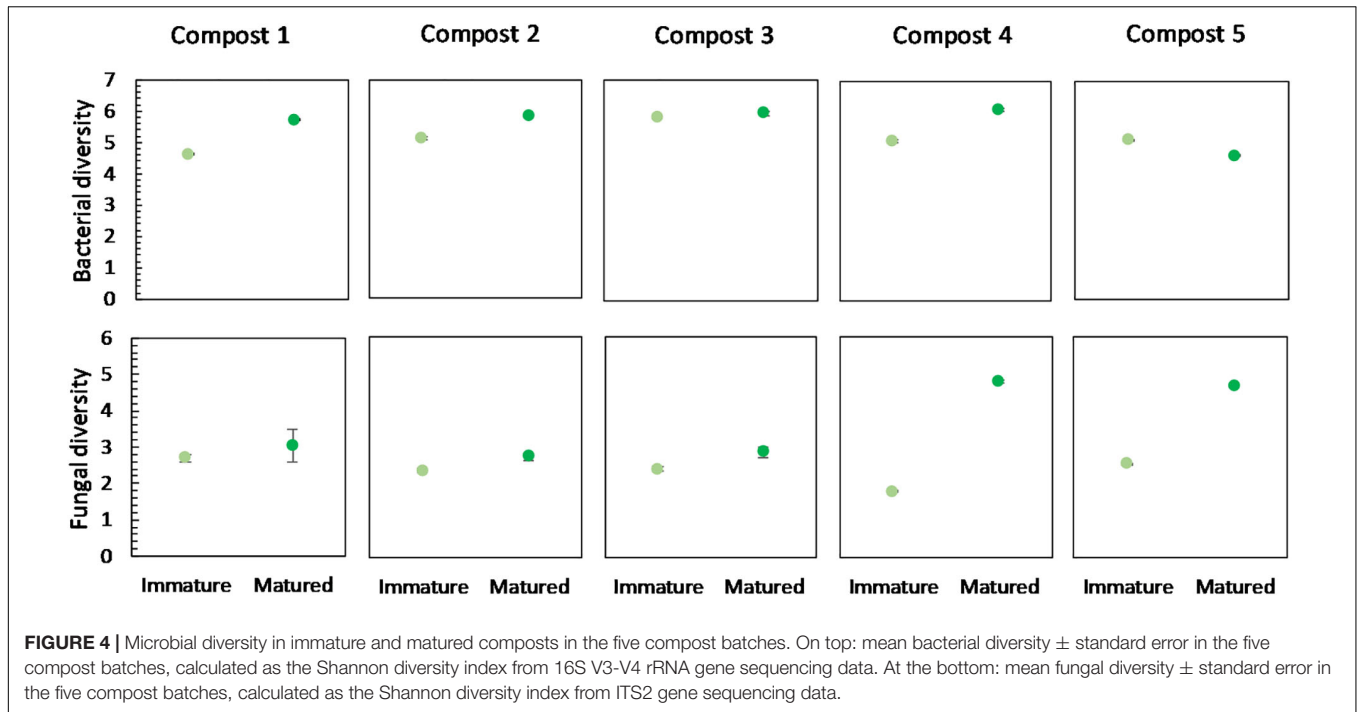 Compost 1 Compost 2 Compost 3 Compost 4 Compost 5
Bacterial diversity
7
6
5
4
3
2
1
0
Fungal diversity
6
5
4
3
2
1
0
Immature Matured Immature Matured Immature Matured Immature Matured Immature Matured
FIGURE 4 | Microbial diversity in immature and matured composts in the five compost batches. On top: mean bacterial diversity ± standard error in the five
compost batches, calculated as the Shannon diversity index from 16S V3-V4 rRNA gene sequencing data. At the bottom: mean fungal diversity ± standard error in
the five compost batches, calculated as the Shannon diversity index from ITS2 gene sequencing data.